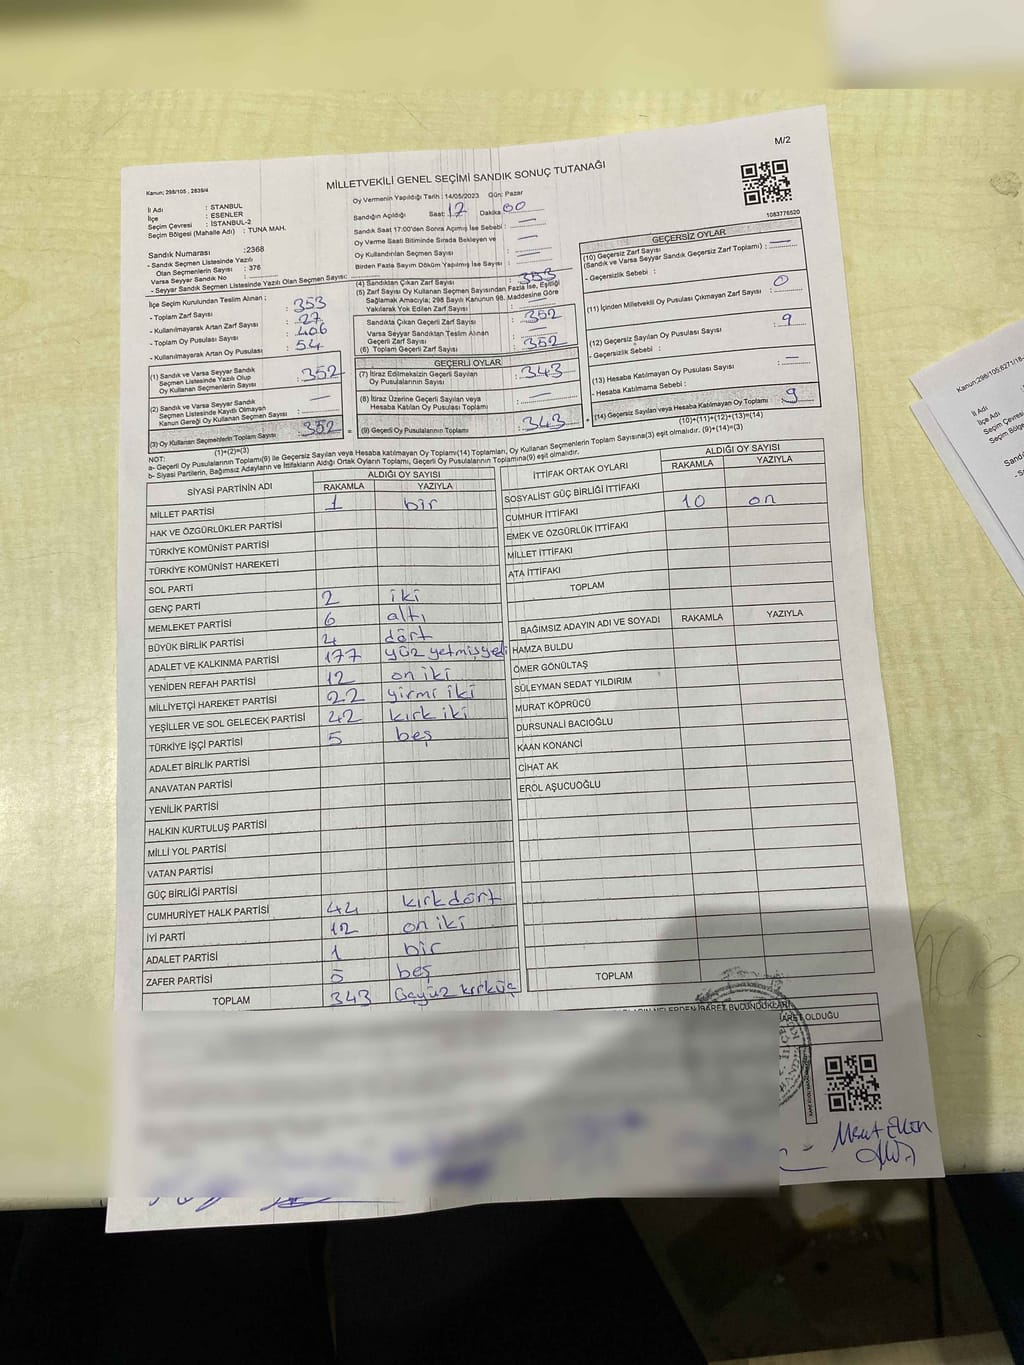 M/2
Kanun; 298/105 , 2839/4
MİLLETVEKİLİ GENEL SEÇİMİ SANDIK SONUÇ TUTANAĞI
1083776520
İl Adı : STANBUL
İlçe : ESENLER
Seçim Çevresi : İSTANBUL-2
Seçim Bölgesi (Mahalle Adı) : TUNA MAH.
Sandık Numarası :2368
- Sandık Seçmen Listesinde Yazılı
Olan Seçmenlerin Sayısı : 376
Varsa Seyyar Sandık No :
- Seyyar Sandık Seçmen Listesinde Yazılı Olan Seçmen Sayısı:
İlçe Seçim Kurulundan Teslim Alınan :
- Toplam Zarf Sayısı : 353
- Kullanılmayarak Artan Zarf Sayısı : 27
- Toplam Oy Pusulası Sayısı : 406
- Kullanılmayarak Artan Oy Pusulası : 54
(1) Sandık ve Varsa Seyyar Sandık
Seçmen Listesinde Yazılı Olup
Oy Kullanan Seçmenlerin Sayısı : 352
(2) Sandık ve Varsa Seyyar Sandık
Seçmen Listesinde Kayıtlı Olmayan
Kanun Gereği Oy Kullanan Seçmen Sayısı : —
(3) Oy Kullanan Seçmenlerin Toplam Sayısı : 352
(1)+(2)=(3)
Oy Vermenin Yapıldığı Tarih : 14/05/2023 Gün: Pazar
Sandığın Açıldığı Saat: 17 Dakika 00
Sandık Saat 17:00'den Sonra Açılmış İse Sebebi : —
Oy Verme Saati Bitiminde Sırada Bekleyen ve
Oy Kullandırılan Seçmen Sayısı : —
Birden Fazla Sayım Döküm Yapılmış İse Sayısı : —
(4) Sandıktan Çıkan Zarf Sayısı : 353
(5) Zarf Sayısı Oy Kullanan Seçmen Sayısından Fazla İse, Eşitliği
Sağlamak Amacıyla; 298 Sayılı Kanunun 98. Maddesine Göre
Yakılarak Yok Edilen Zarf Sayısı :
Sandıkta Çıkan Geçerli Zarf Sayısı : 352
Varsa Seyyar Sandıktan Teslim Alınan
Geçerli Zarf Sayısı : —
(6) Toplam Geçerli Zarf Sayısı : 352
GEÇERLİ OYLAR
(7) İtiraz Edilmeksizin Geçerli Sayılan
Oy Pusulalarının Sayısı : 343
(8) İtiraz Üzerine Geçerli Sayılan veya
Hesaba Katılan Oy Pusulası Toplamı : —
(9) Geçerli Oy Pusulalarının Toplamı : 343
GEÇERSİZ OYLAR
(10) Geçersiz Zarf Sayısı
(Sandık ve Varsa Seyyar Sandık Geçersiz Zarf Toplamı) : —
- Geçersizlik Sebebi :
(11) İçinden Milletvekili Oy Pusulası Çıkmayan Zarf Sayısı : 0
(12) Geçersiz Sayılan Oy Pusulası Sayısı : 9
- Geçersizlik Sebebi :
(13) Hesaba Katılmayan Oy Pusulası Sayısı : —
- Hesaba Katılmama Sebebi :
(14) Geçersiz Sayılan veya Hesaba Katılmayan Oy Toplamı : 9
(10)+(11)+(12)+(13)=(14)
NOT:
a- Geçerli Oy Pusulalarının Toplamı(9) ile Geçersiz Sayılan veya Hesaba katılmayan Oy Toplamı(14) Toplamları, Oy Kullanan Seçmenlerin Toplam Sayısına(3) eşit olmalıdır. (9)+(14)=(3)
b- Siyasi Partilerin, Bağımsız Adayların ve İttifakların Aldığı Ortak Oyların Toplamı, Geçerli Oy Pusulalarının Toplamına(9) eşit olmalıdır.
SİYASİ PARTİNİN ADI ALDIĞI OY SAYISI
RAKAMLA YAZIYLA
MİLLET PARTİSİ 1 bir
HAK VE ÖZGÜRLÜKLER PARTİSİ
TÜRKİYE KOMÜNİST PARTİSİ
TÜRKİYE KOMÜNİST HAREKETİ
SOL PARTİ
GENÇ PARTİ 2 iki
MEMLEKET PARTİSİ 6 altı
BÜYÜK BİRLİK PARTİSİ 4 dört
ADALET VE KALKINMA PARTİSİ 177 yüz yetmişyedi
YENİDEN REFAH PARTİSİ 12 on iki
MİLLİYETÇİ HAREKET PARTİSİ 22 yirmi iki
YEŞİLLER VE SOL GELECEK PARTİSİ 42 kırk iki
TÜRKİYE İŞÇİ PARTİSİ 5 beş
ADALET BİRLİK PARTİSİ
ANAVATAN PARTİSİ
YENİLİK PARTİSİ
HALKIN KURTULUŞ PARTİSİ
MİLLİ YOL PARTİSİ
VATAN PARTİSİ
GÜÇ BİRLİĞİ PARTİSİ
CUMHURİYET HALK PARTİSİ 44 kırkdört
İYİ PARTİ 12 on iki
ADALET PARTİSİ 1 bir
ZAFER PARTİSİ 5 beş
TOPLAM 343 üçyüz kırküç
İTTİFAK ORTAK OYLARI ALDIĞI OY SAYISI
RAKAMLA YAZIYLA
SOSYALİST GÜÇ BİRLİĞİ İTTİFAKI
CUMHUR İTTİFAKI 10 on
EMEK VE ÖZGÜRLÜK İTTİFAKI
MİLLET İTTİFAKI
ATA İTTİFAKI
TOPLAM
BAĞIMSIZ ADAYIN ADI VE SOYADI RAKAMLA YAZIYLA
HAMZA BULDU
ÖMER GÖNÜLTAŞ
SÜLEYMAN SEDAT YILDIRIM
MURAT KÖPRÜCÜ
DURSUNALİ BACIOĞLU
KAAN KONANCİ
CİHAT AK
EROL AŞUCUOĞLU
TOPLAM
OLDUĞU
Kanun:298/105;6271/18
İl Adı
İlçe Adı
Seçim Çevresi